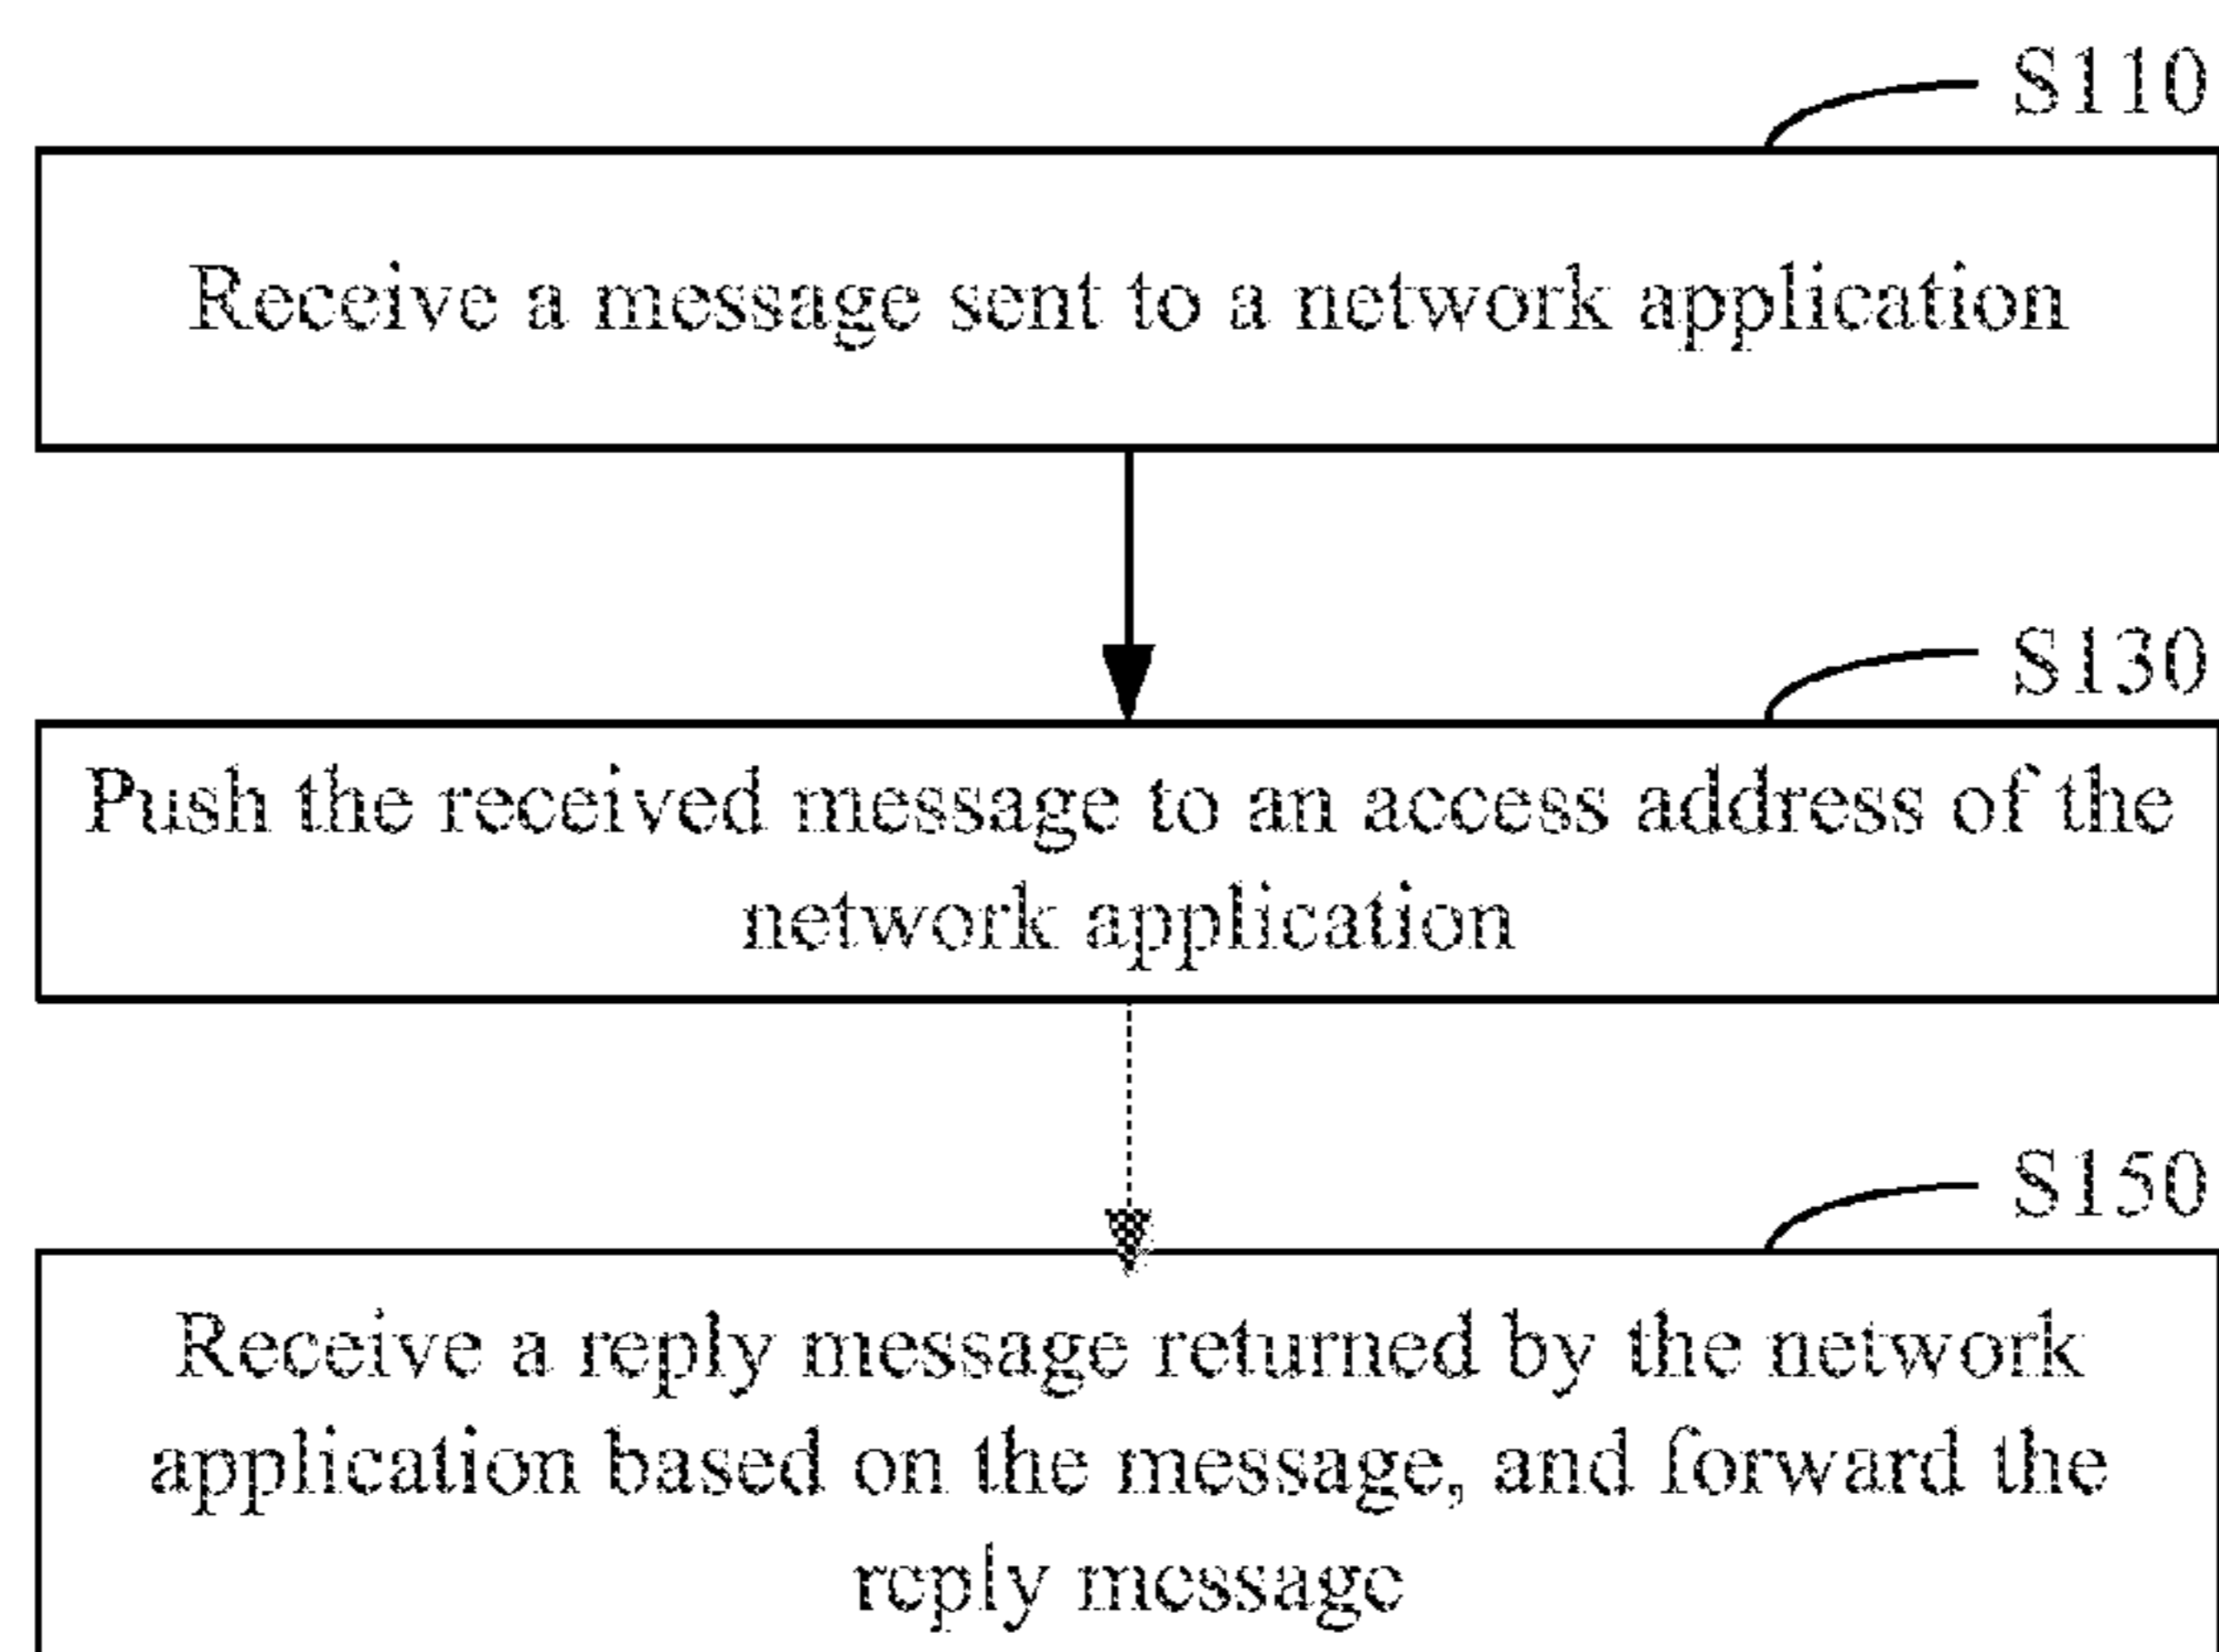 S110
Receive a message sent to a network application
S130
Push the received message to an access address of the
network application
S150
Receive a reply message returned by the network
application based on the message, and forward the
reply message